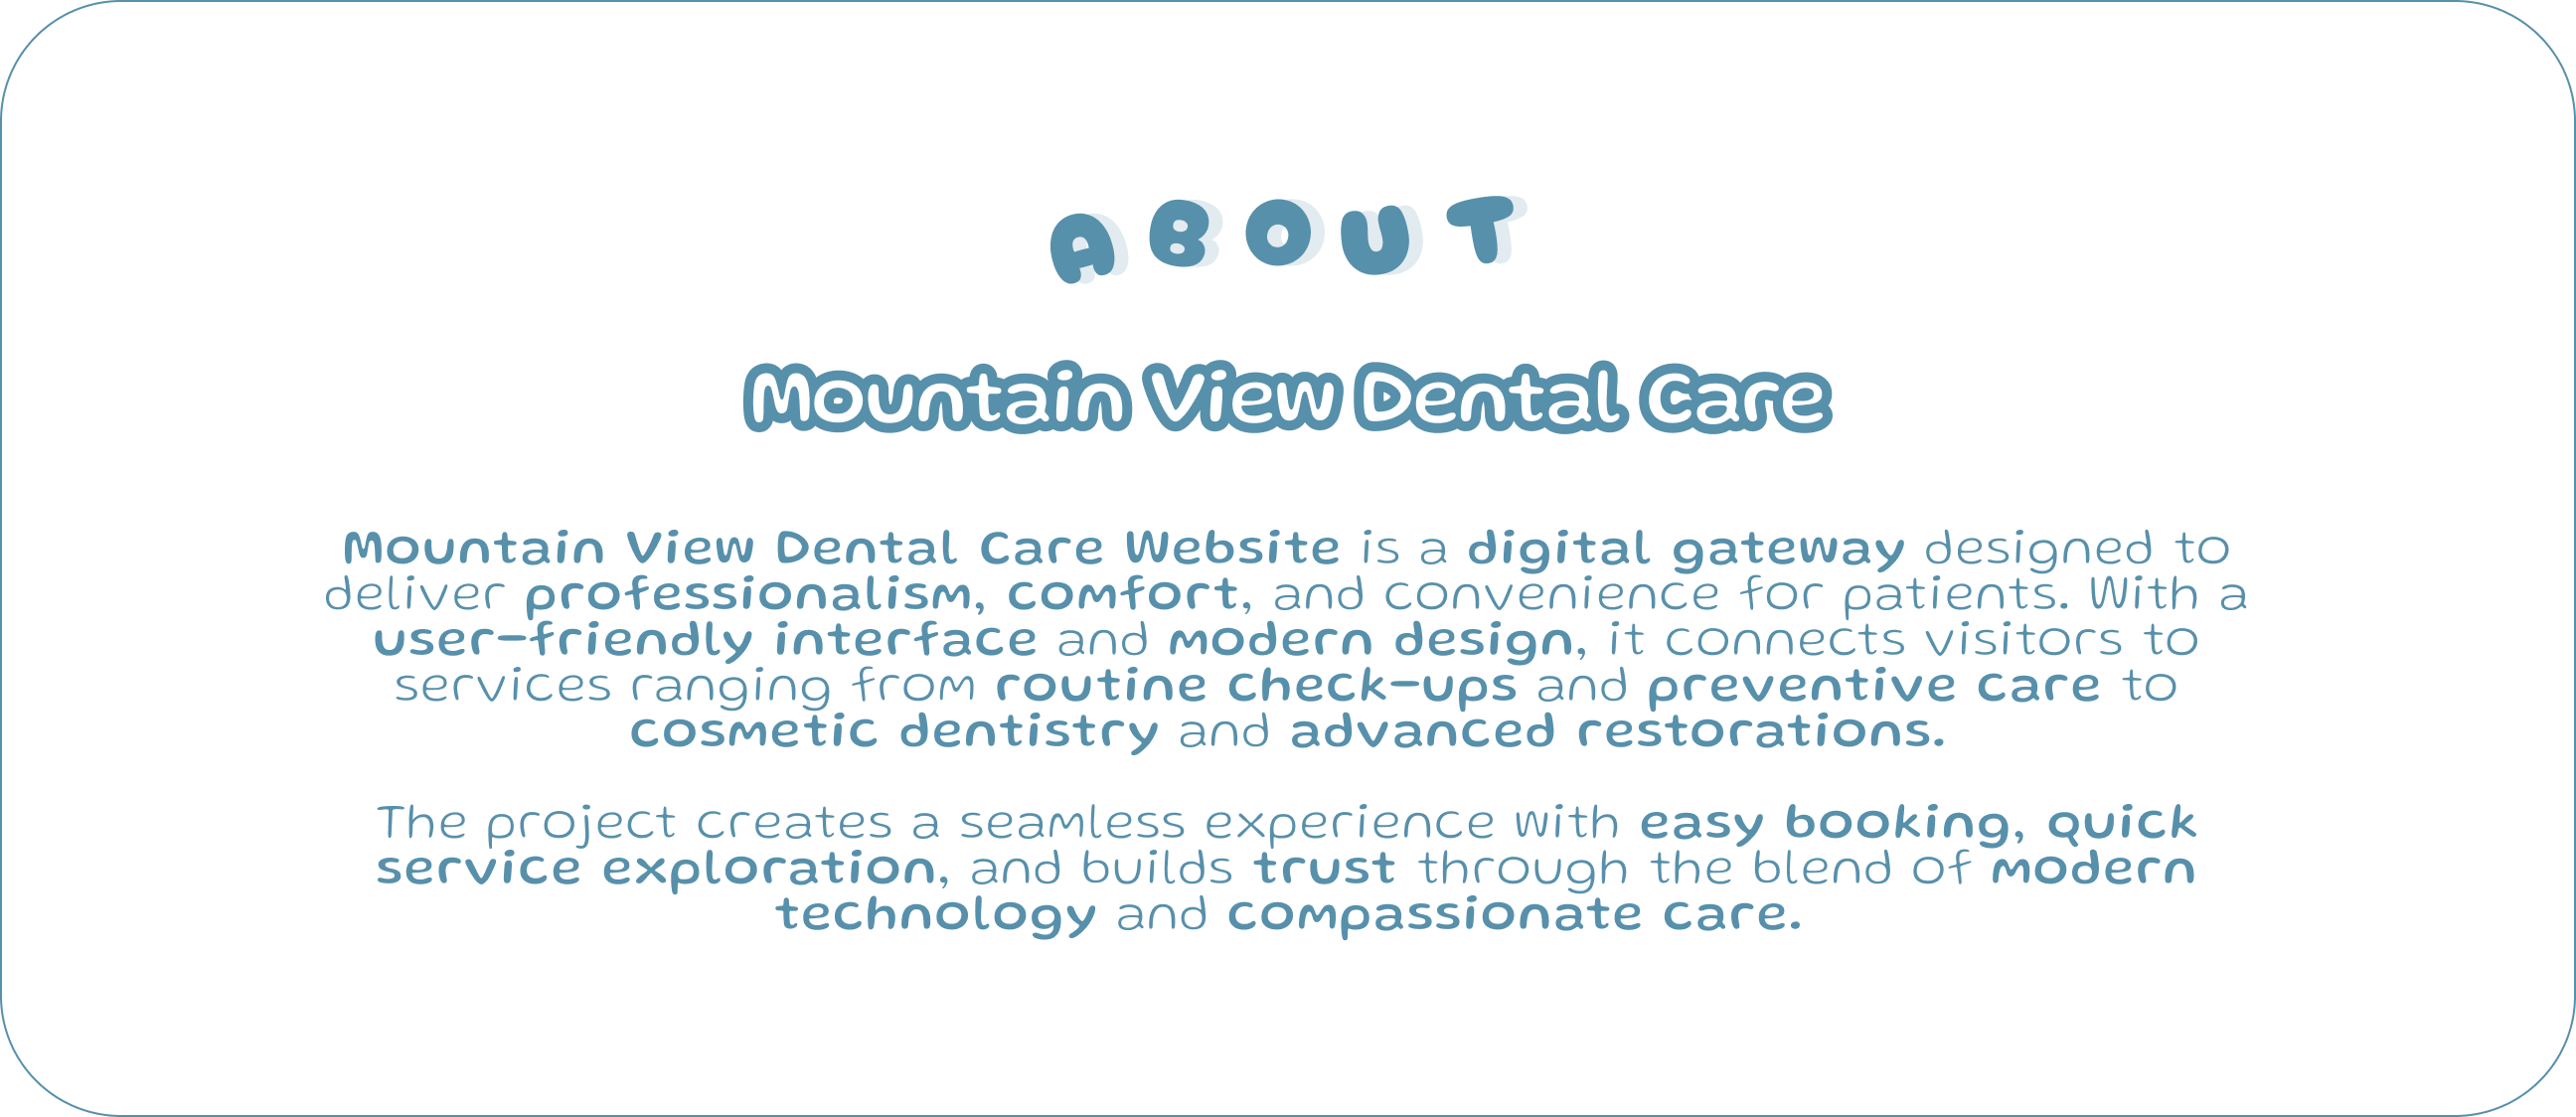 ABOUT
Mountain View Dental Care
Mountain View Dental Care Website is a digital gateway designed to
deliver professionalism, comfort, and convenience for patients. With a
user-friendly interface and modern design, it connects visitors to
services ranging from routine check-ups and preventive care to
cosmetic dentistry and advanced restorations.
The project creates a seamless experience with easy booking, quick
service exploration, and builds trust through the blend of modern
technology and compassionate care.